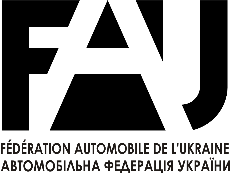 FAU
FÉDÉRATION AUTOMOBILE DE L'UKRAINE
АВТОМОБІЛЬНА ФЕДЕРАЦІЯ УКРАЇНИ